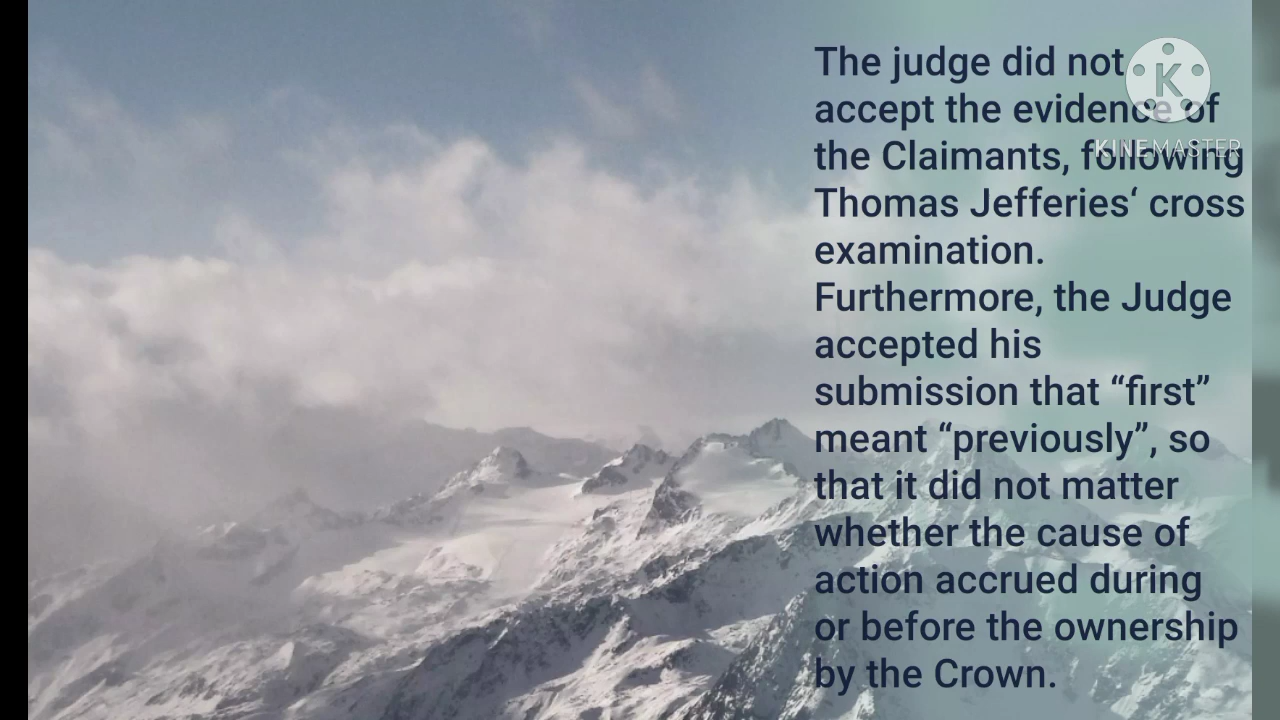 The judge did not
accept the evidence of
the Claimants, following
Thomas Jefferies‘ cross
examination.
Furthermore, the Judge
accepted his
submission that “first”
meant “previously”, so
that it did not matter
whether the cause of
action accrued during
or before the ownership
by the Crown.
K
KINEMASTER